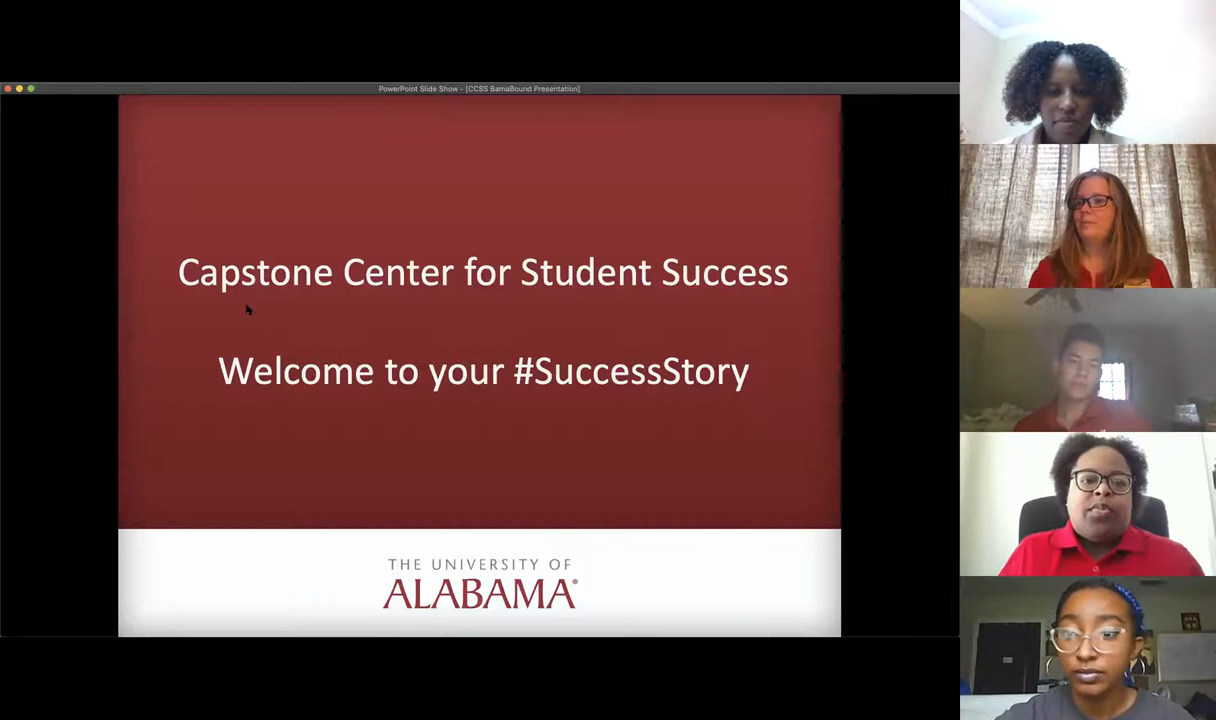 PowerPoint Slide Show - [CCSS BamaBound Presentation]
Capstone Center for Student Success
Welcome to your #SuccessStory
THE UNIVERSITY OF
ALABAMA®